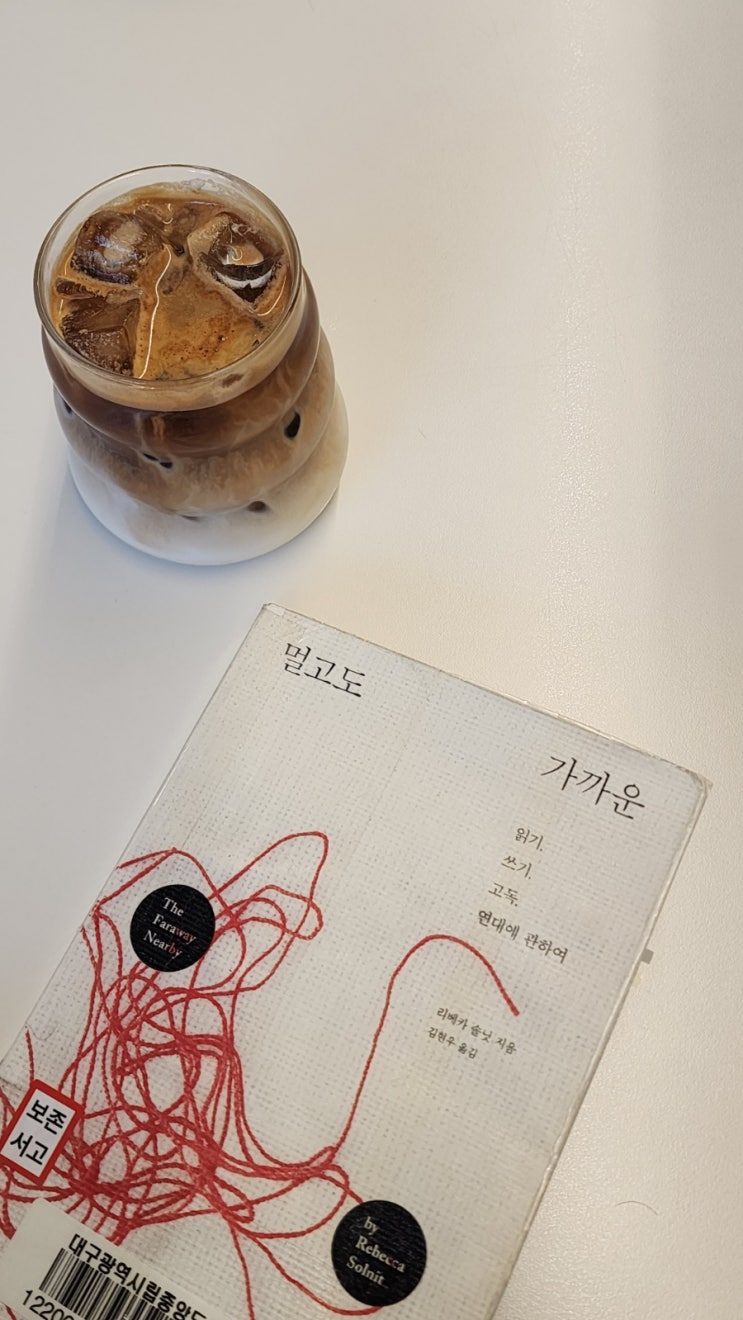 멀고도
가까운
읽기,
쓰기,
고독,
연대에 관하여
The
Faraway
Nearby
리베카 솔닛 지음
김현우 옮김
보존
서고
by
Rebecca
Solnit
대구광역시립중앙도